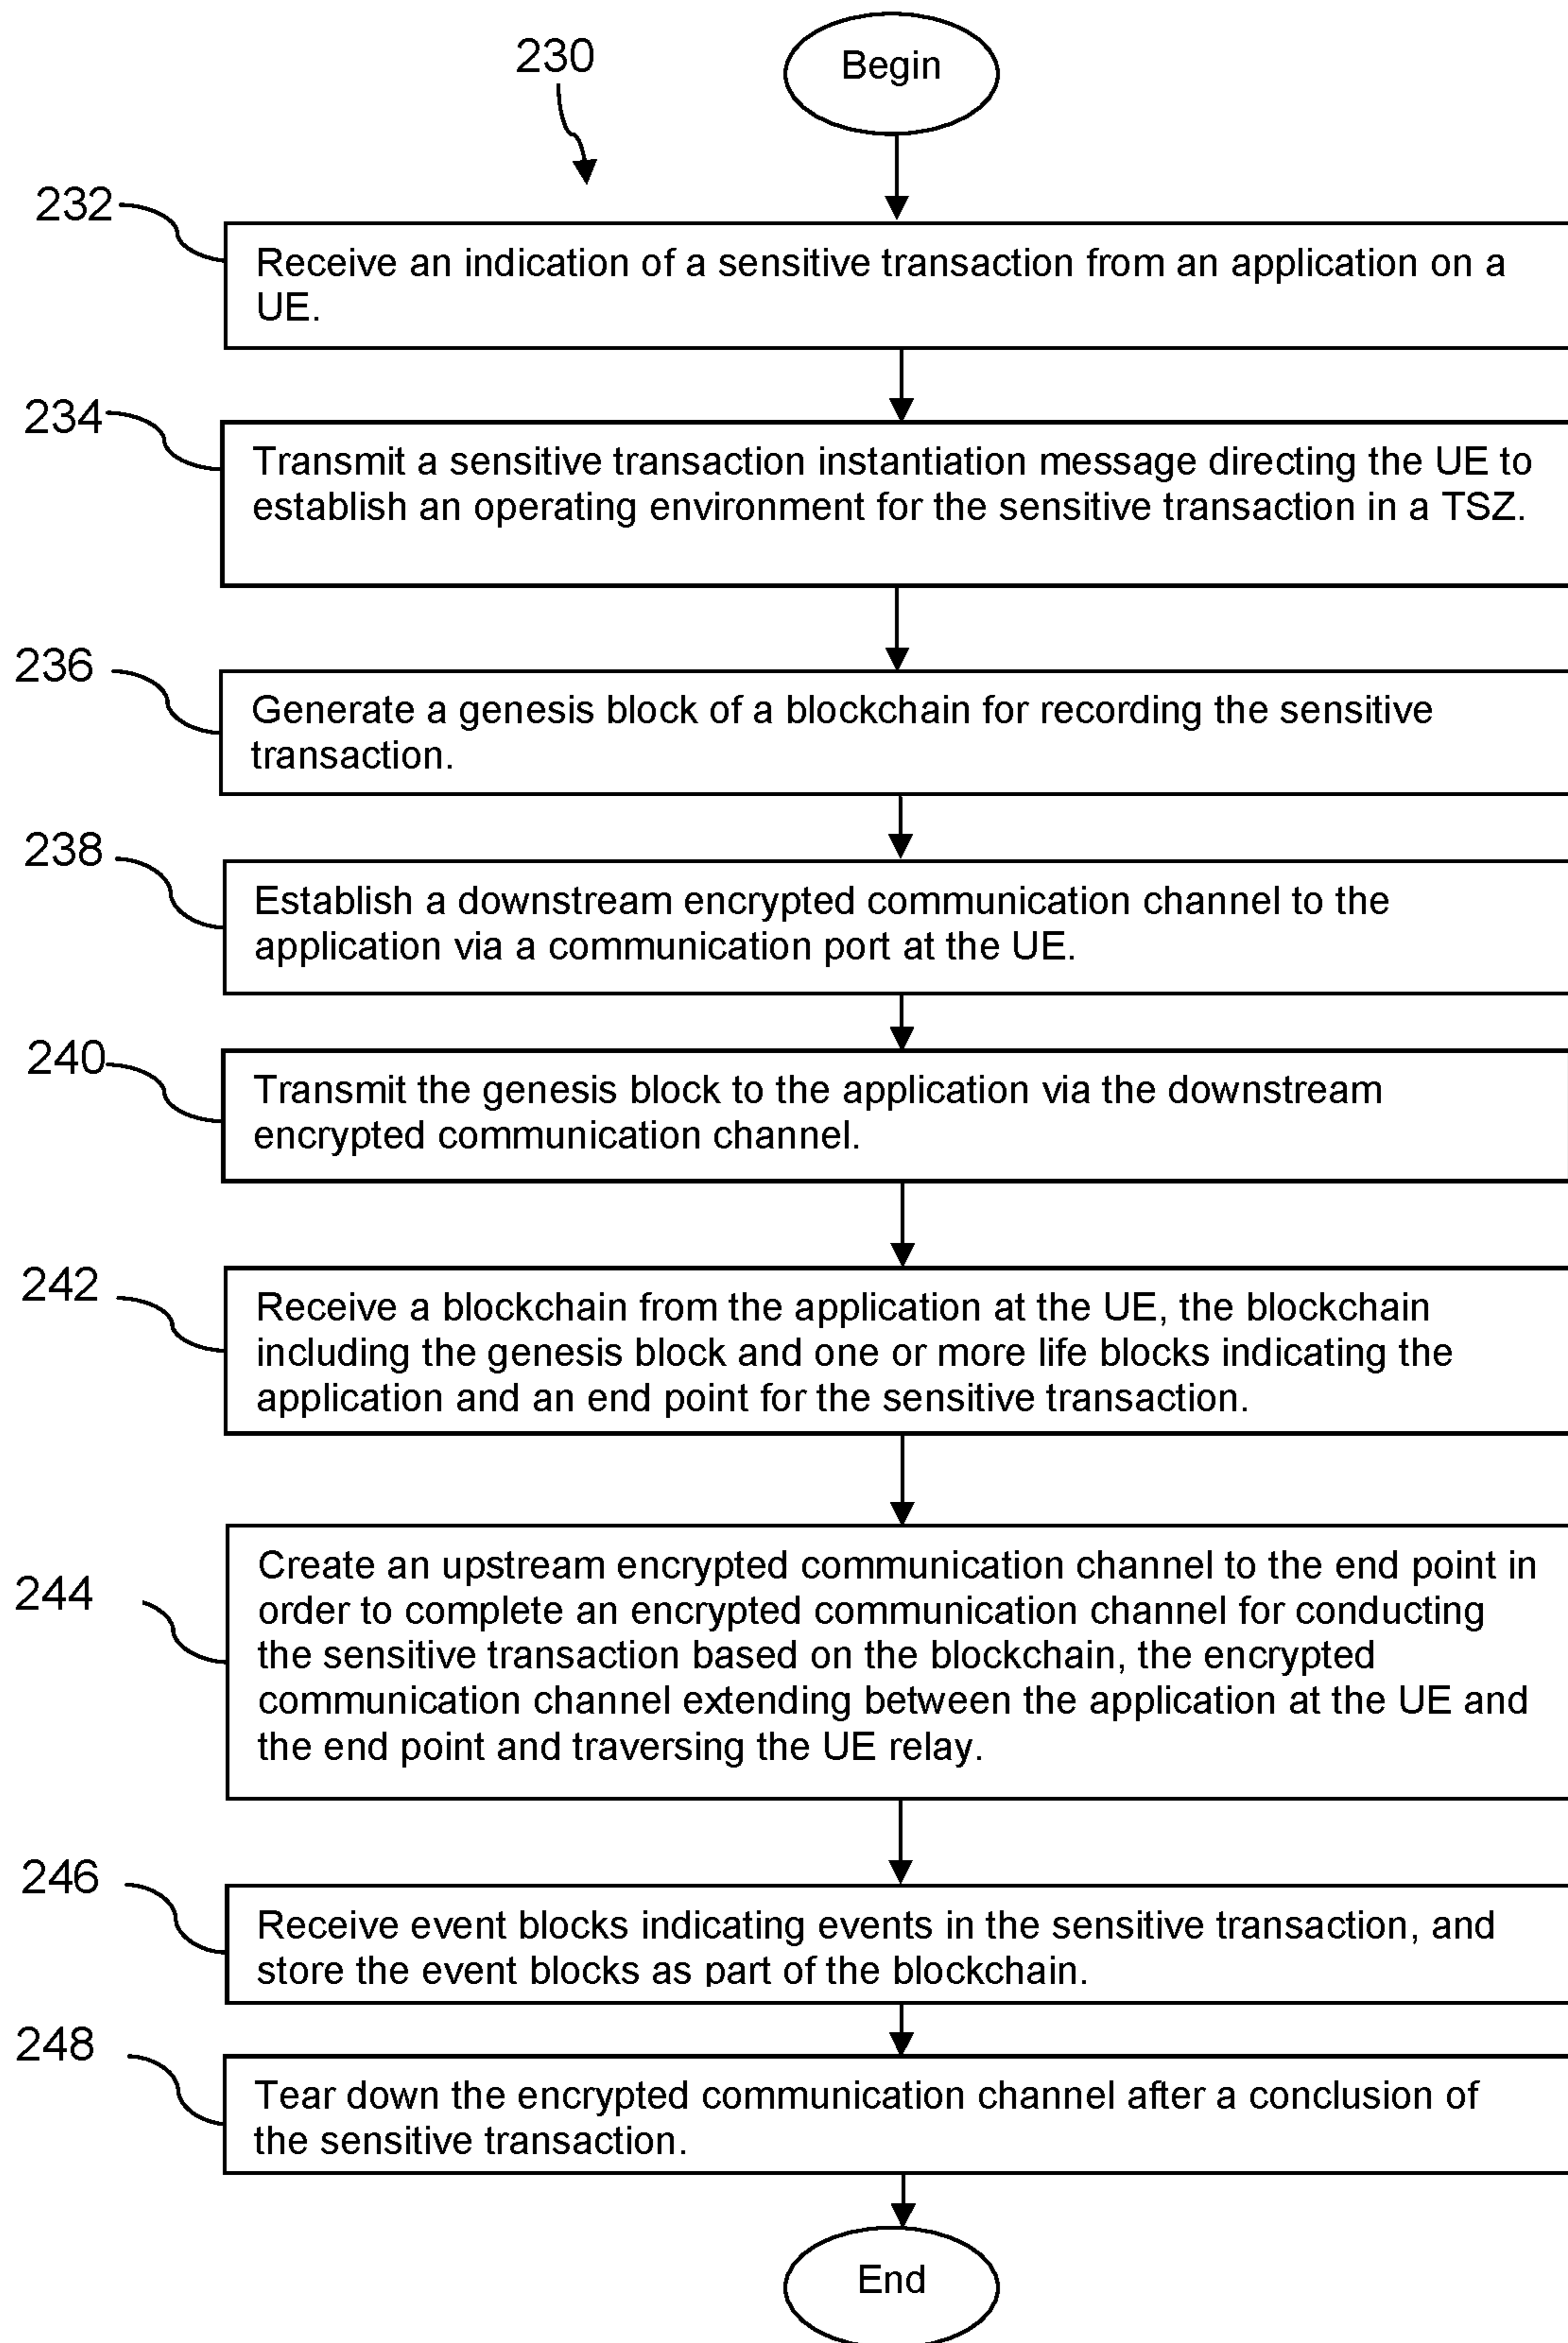 230
Begin
232
Receive an indication of a sensitive transaction from an application on a
UE.
234
Transmit a sensitive transaction instantiation message directing the UE to
establish an operating environment for the sensitive transaction in a TSZ.
236
Generate a genesis block of a blockchain for recording the sensitive
transaction.
238
Establish a downstream encrypted communication channel to the
application via a communication port at the UE.
240
Transmit the genesis block to the application via the downstream
encrypted communication channel.
242
Receive a blockchain from the application at the UE, the blockchain
including the genesis block and one or more life blocks indicating the
application and an end point for the sensitive transaction.
244
Create an upstream encrypted communication channel to the end point in
order to complete an encrypted communication channel for conducting
the sensitive transaction based on the blockchain, the encrypted
communication channel extending between the application at the UE and
the end point and traversing the UE relay.
246
Receive event blocks indicating events in the sensitive transaction, and
store the event blocks as part of the blockchain.
248
Tear down the encrypted communication channel after a conclusion of
the sensitive transaction.
End